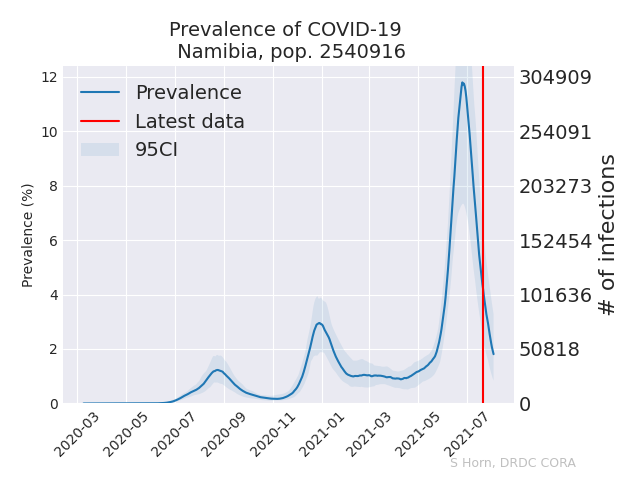 Prevalence of COVID-19
Namibia, pop. 2540916
Prevalence
Latest data
95CI
Prevalence (%)
12
10
8
6
4
2
0
304909
254091
203273
152454
101636
50818
0
# of infections
2020-03
2020-05
2020-07
2020-09
2020-11
2021-01
2021-03
2021-05
2021-07
S Horn, DRDC CORA